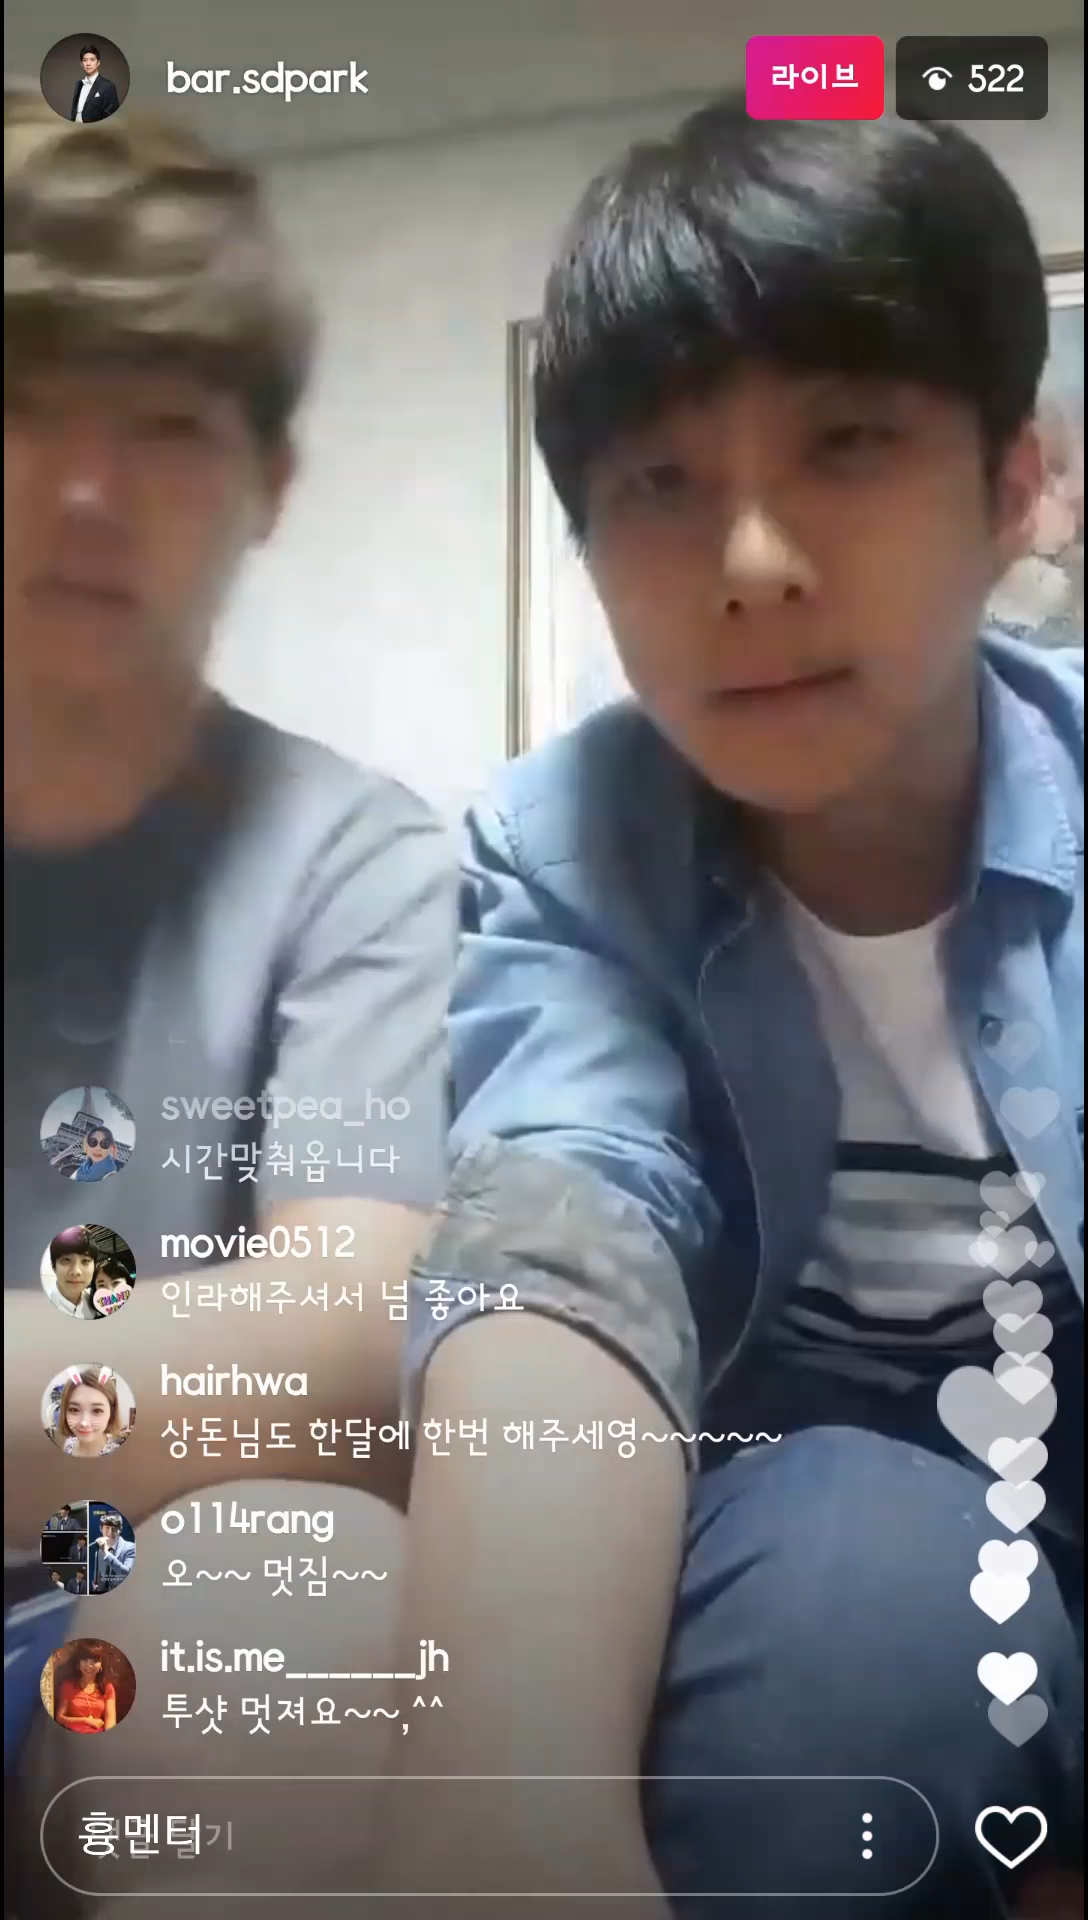 bar.sdpark
라이브
522
sweetpea_ho
시간맞춰옵니다
movie0512
인라해주셔서 넘 좋아요
hairhwa
상돈님도 한달에 한번 해주세영~~~~~
o114rang
오~~ 멋짐~~
it.is.me______jh
투샷 멋져요~~,^^
흉멘터